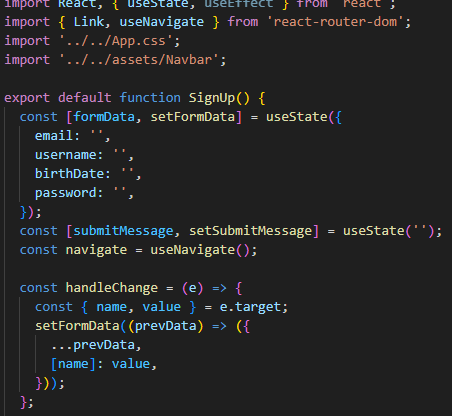 import React, { useState, useEffect } from 'react';
import { Link, useNavigate } from 'react-router-dom';
import '../../App.css';
import '../../assets/Navbar';

export default function SignUp() {
  const [formData, setFormData] = useState({
    email: '',
    username: '',
    birthDate: '',
    password: '',
  });
  const [submitMessage, setSubmitMessage] = useState('');
  const navigate = useNavigate();

  const handleChange = (e) => {
    const { name, value } = e.target;
    setFormData((prevData) => ({
      ...prevData,
      [name]: value,
    }));
  };